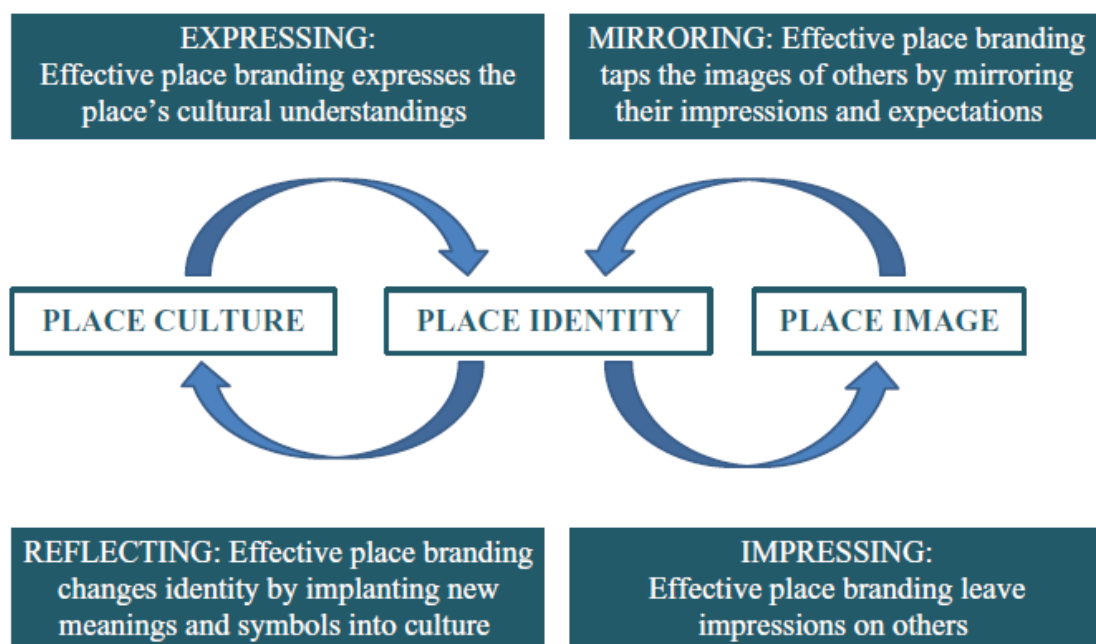 EXPRESSING:
Effective place branding expresses the
place's cultural understandings
MIRRORING: Effective place branding
taps the images of others by mirroring
their impressions and expectations
PLACE CULTURE
PLACE IDENTITY
PLACE IMAGE
REFLECTING: Effective place branding
changes identity by implanting new
meanings and symbols into culture
IMPRESSING:
Effective place branding leave
impressions on others